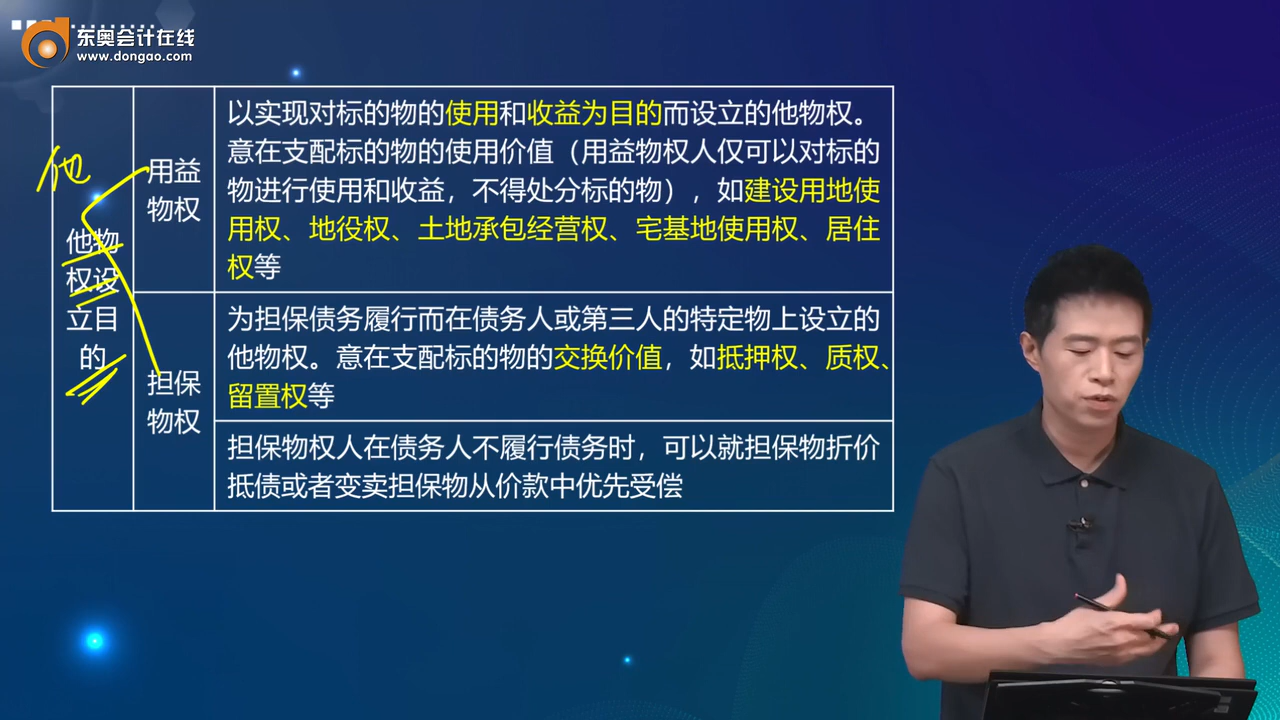 东奥会计在线
www.dongao.com
他
他物
权设
立目
的
用益
物权
以实现对标的物的使用和收益为目的而设立的他物权。
意在支配标的物的使用价值（用益物权人仅可以对标的
物进行使用和收益，不得处分标的物），如建设用地使
用权、地役权、土地承包经营权、宅基地使用权、居住
权等
担保
物权
为担保债务履行而在债务人或第三人的特定物上设立的
他物权。意在支配标的物的交换价值，如抵押权、质权、
留置权等
担保物权人在债务人不履行债务时，可以就担保物折价
抵债或者变卖担保物从价款中优先受偿